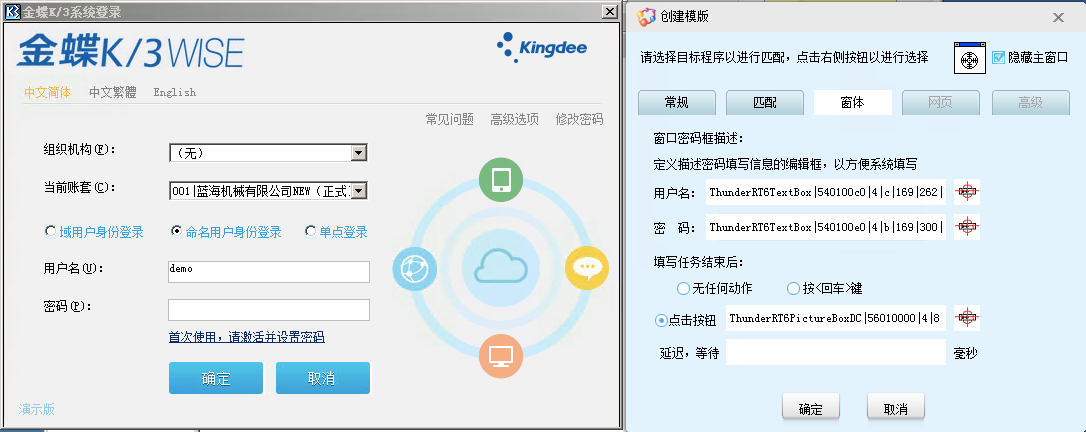 金蝶K/3系统登录
金蝶K/3 WISE
Kingdee
中文简体 中文繁體 English
常见问题 高级选项 修改密码
组织机构(F): (无)
当前账套(C): 001|蓝海机械有限公司NEW（正式
域用户身份登录 命名用户身份登录 单点登录
用户名(U): demo
密码(P):
首次使用，请激活并设置密码
确定 取消
演示版
创建模版
请选择目标程序以进行匹配，点击右侧按钮以进行选择 隐藏主窗口
常规 匹配 窗体 网页 高级
窗口密码框描述：
定义描述密码填写信息的编辑框，以方便系统填写
用户名： ThunderRT6TextBox|540100c0|4|c|169|262|
密 码： ThunderRT6TextBox|540100e0|4|b|169|300|
填写任务结束后：
无任何动作 按<回车>键
点击按钮 ThunderRT6PictureBoxDC|56010000|4|8
延迟，等待 毫秒
确定 取消